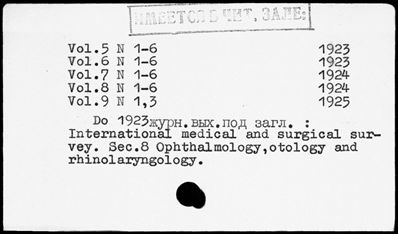 ИМЕЕТСЯ В ЧИТ. ЗАЛЕ:
Vol.5 N 1-6 1923
Vol.6 N 1-6 1923
Vol.7 N 1-6 1924
Vol.8 N 1-6 1924
Vol.9 N 1,3 1925
Do 1923журн.вых.под загл. :
International medical and surgical sur-
vey. Sec.8 Ophthalmology,otology and
rhinolaryngology.